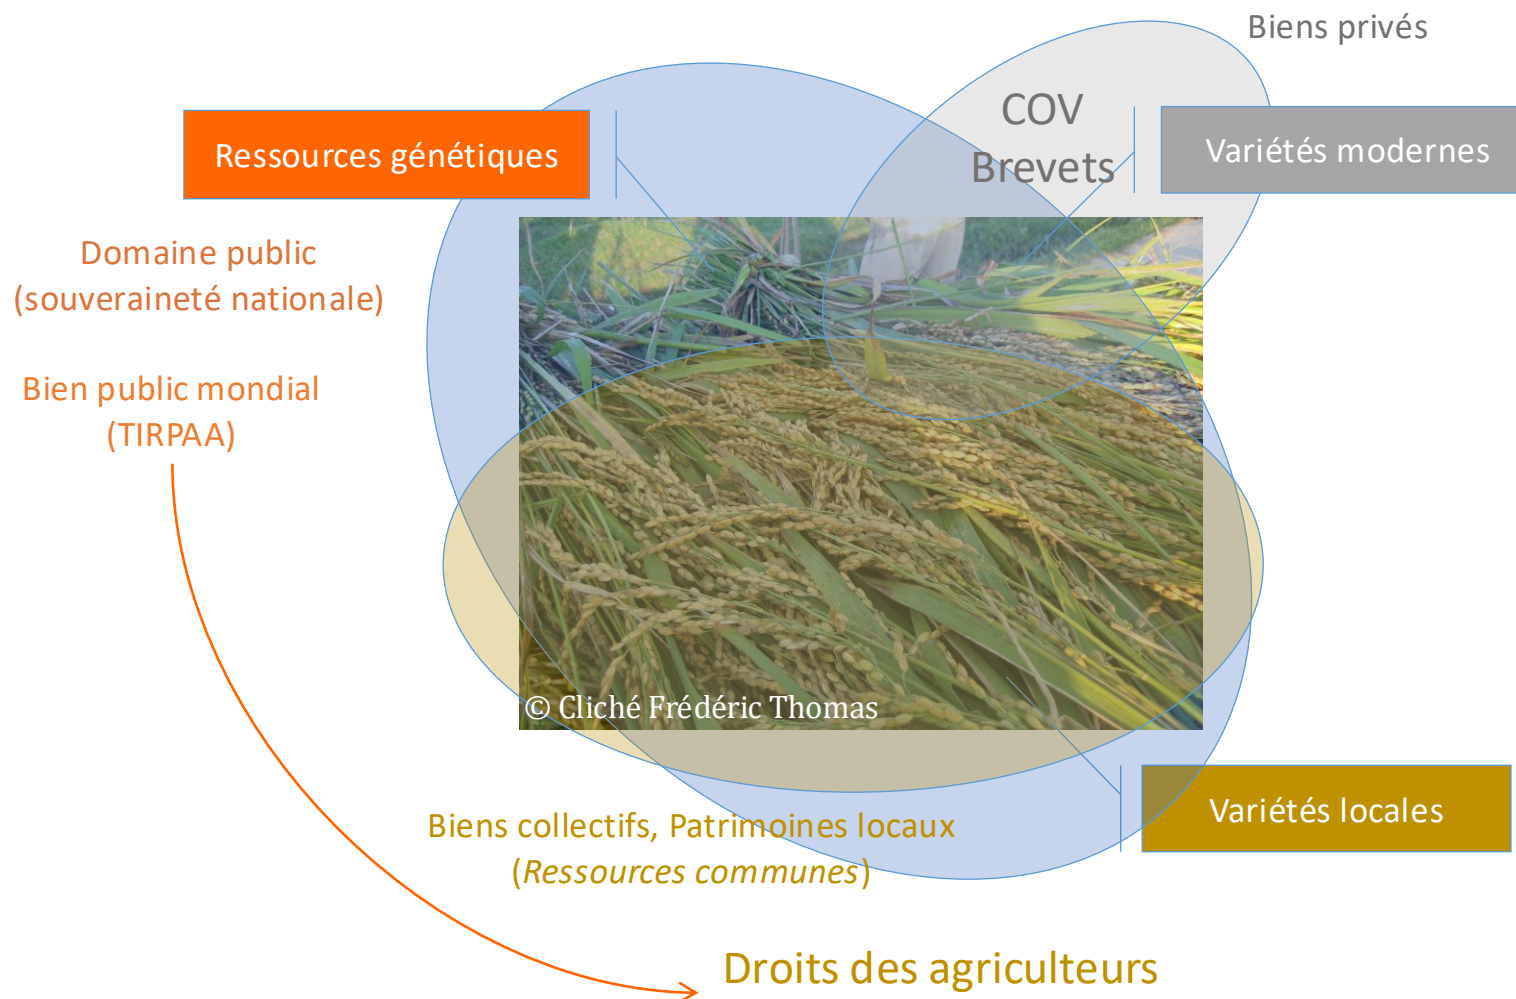 Biens privés
COV
Brevets
Variétés modernes
Ressources génétiques
Domaine public
(souveraineté nationale)
Bien public mondial
(TIRPAA)
© Cliché Frédéric Thomas
Variétés locales
Biens collectifs, Patrimoines locaux
(Ressources communes)
Droits des agriculteurs